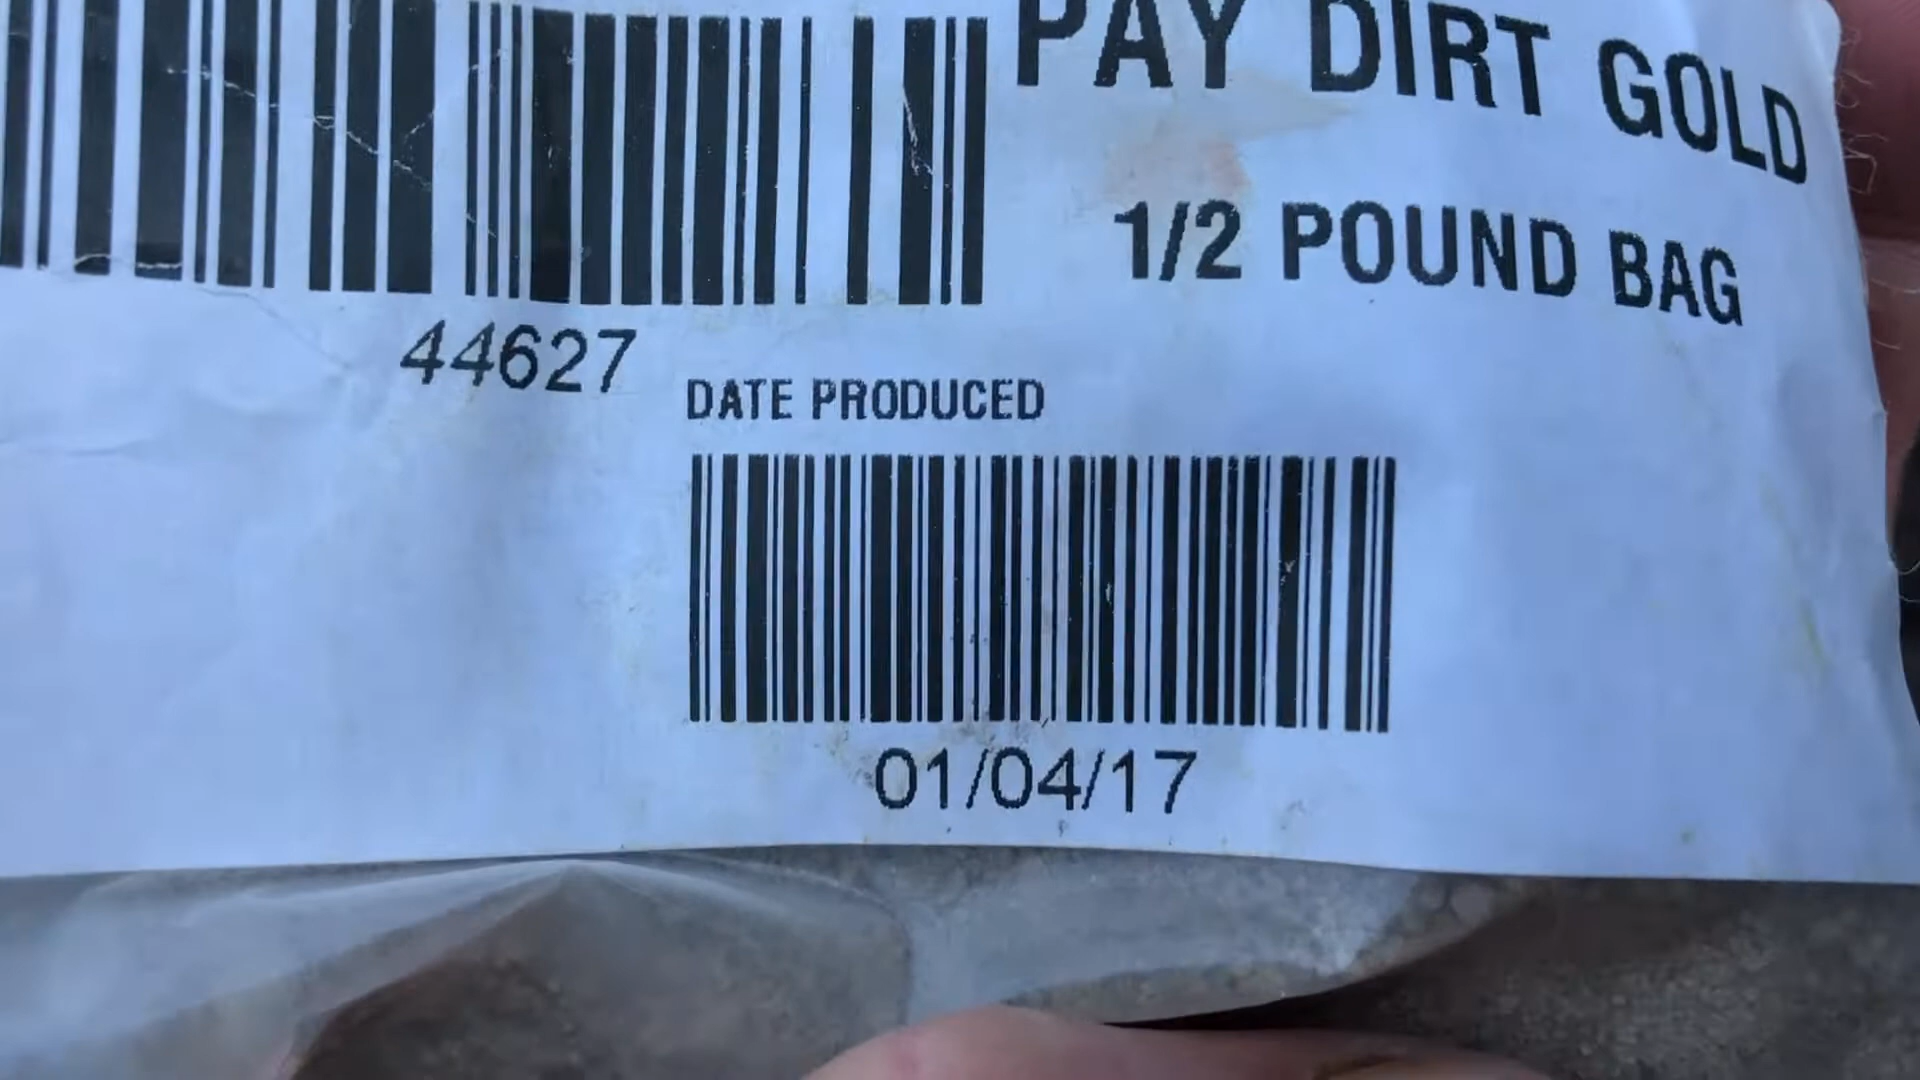 PAY DIRT GOLD
1/2 POUND BAG
44627
DATE PRODUCED
01/04/17